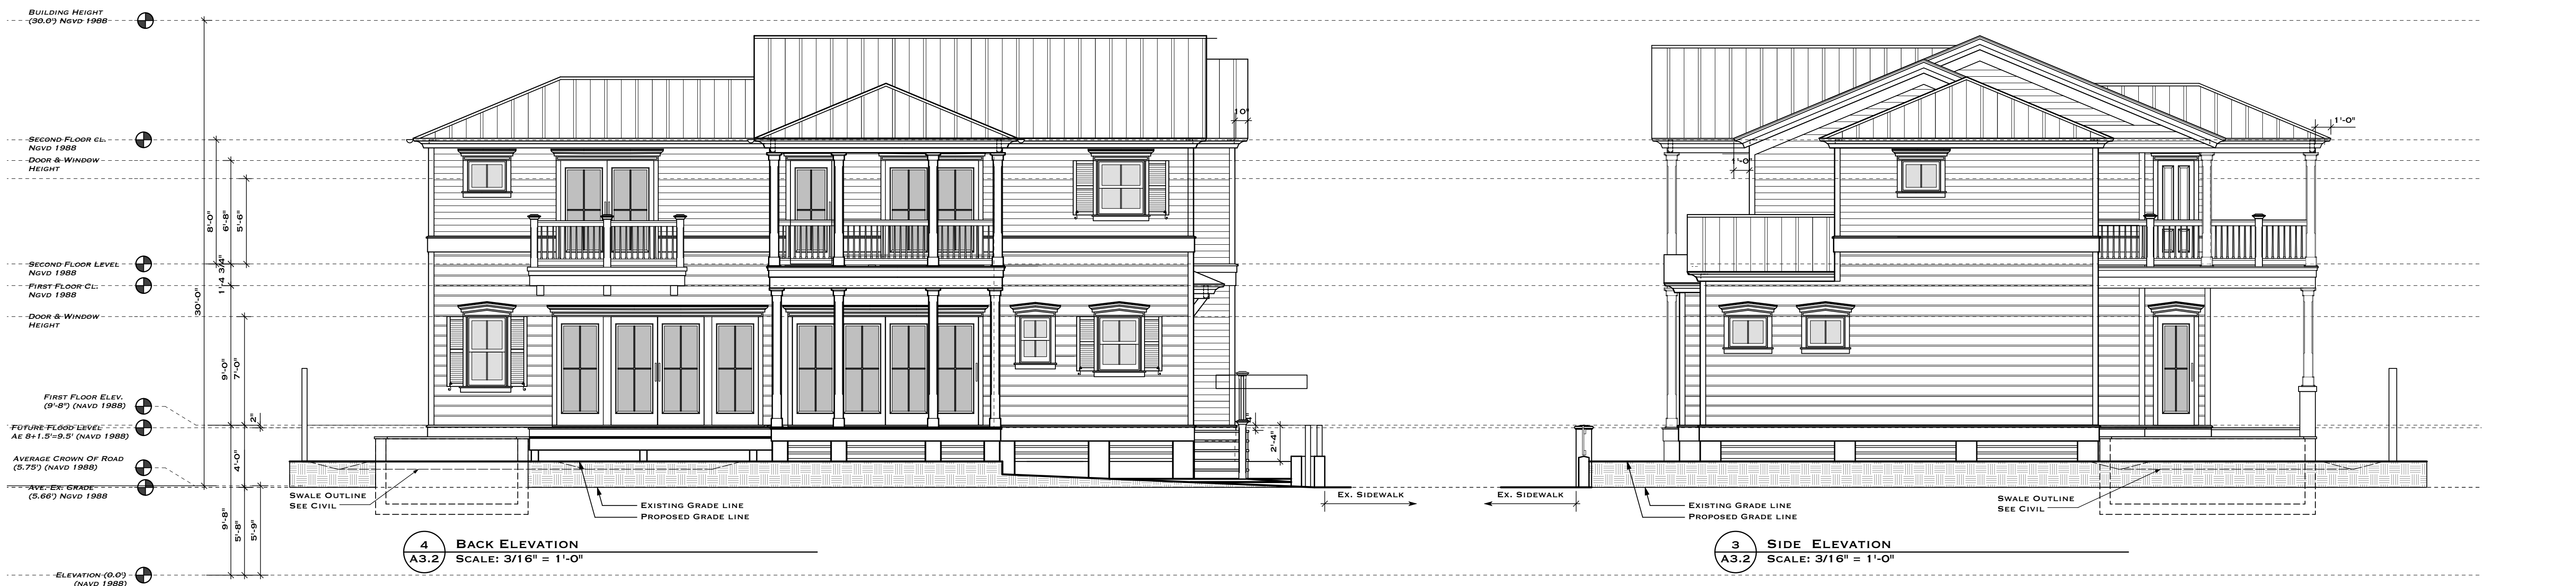 Building Height
(30.0') Ngvd 1988
Second Floor cl.
Ngvd 1988
Door & Window
Height
Second Floor Level
Ngvd 1988
First Floor Cl.
Ngvd 1988
Door & Window
Height
First Floor Elev.
(9'-8") (navd 1988)
Future Flood Level
Ae 8+1.5'=9.5' (navd 1988)
Average Crown Of Road
(5.75') (navd 1988)
Ave. Ex. Grade
(5.66') Ngvd 1988
Elevation (0.0')
(navd 1988)
30'-0"
8'-0"
6'-8"
5'-6"
1'-4 3/4"
9'-0"
7'-0"
2"
4'-0"
9'-8"
5'-8"
5'-9"
10"
2'-4"
Swale Outline
See Civil
Existing Grade line
Proposed Grade line
Ex. Sidewalk
4
A3.2
Back Elevation
Scale: 3/16" = 1'-0"
1'-0"
1'-0"
Ex. Sidewalk
Existing Grade line
Proposed Grade line
Swale Outline
See Civil
3
A3.2
Side Elevation
Scale: 3/16" = 1'-0"